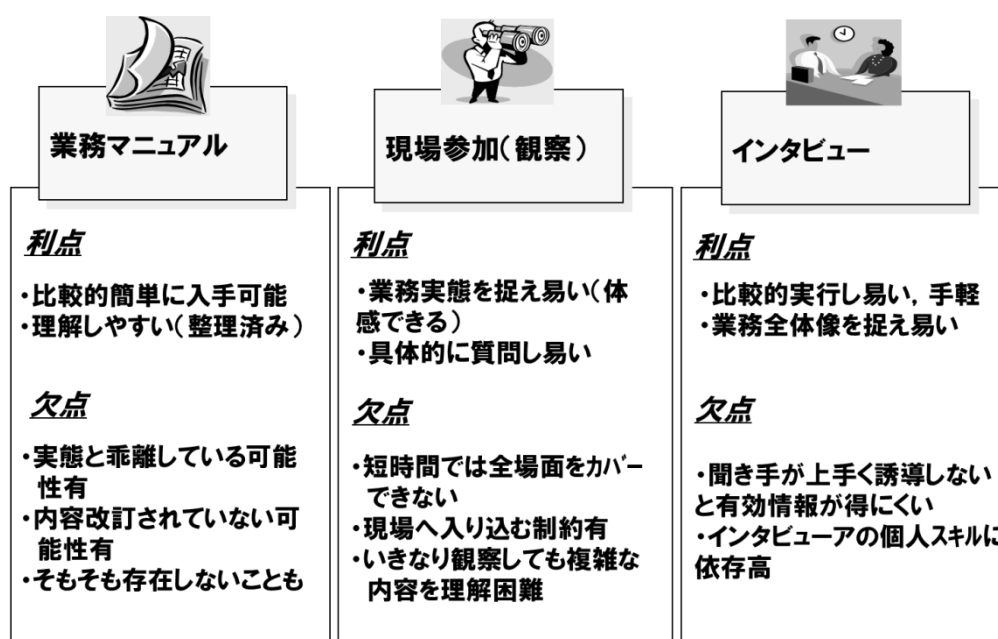 業務マニュアル
利点
・比較的簡単に入手可能
・理解しやすい(整理済み)
欠点
・実態と乖離している可能
性有
・内容改訂されていない可
能性有
・そもそも存在しないことも
現場参加(観察)
利点
・業務実態を捉え易い(体
感できる)
・具体的に質問し易い
欠点
・短時間では全場面をカバー
できない
・現場へ入り込む制約有
・いきなり観察しても複雑な
内容を理解困難
インタビュー
利点
・比較的実行し易い, 手軽
・業務全体像を捉え易い
欠点
・聞き手が上手く誘導しない
と有効情報が得にくい
・インタビューアの個人スキルに
依存高